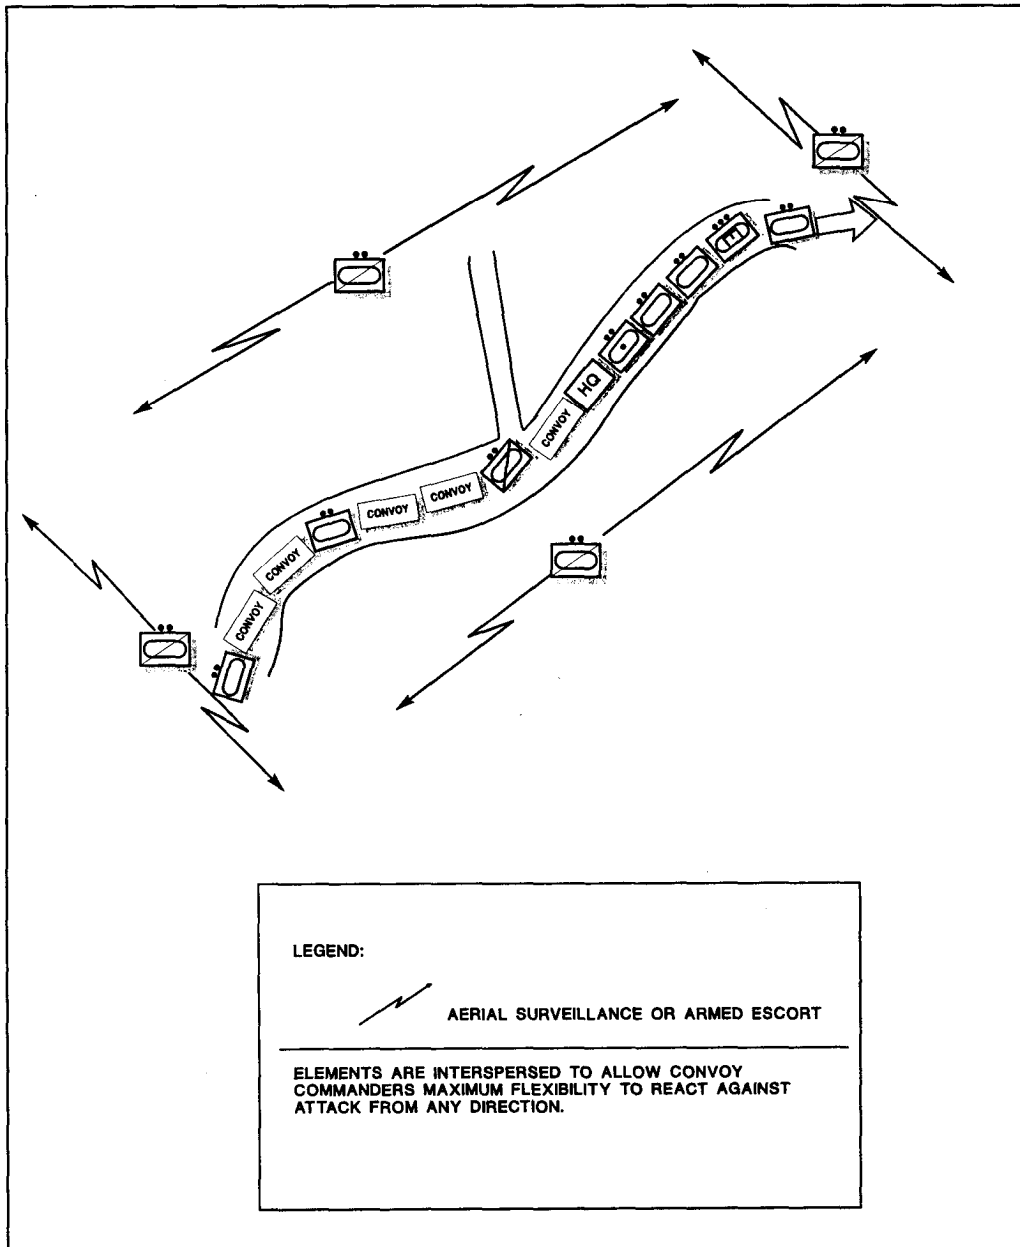 HQ
CONVOY
CONVOY
CONVOY
CONVOY
CONVOY
LEGEND:
AERIAL SURVEILLANCE OR ARMED ESCORT
ELEMENTS ARE INTERSPERSED TO ALLOW CONVOY
COMMANDERS MAXIMUM FLEXIBILITY TO REACT AGAINST
ATTACK FROM ANY DIRECTION.